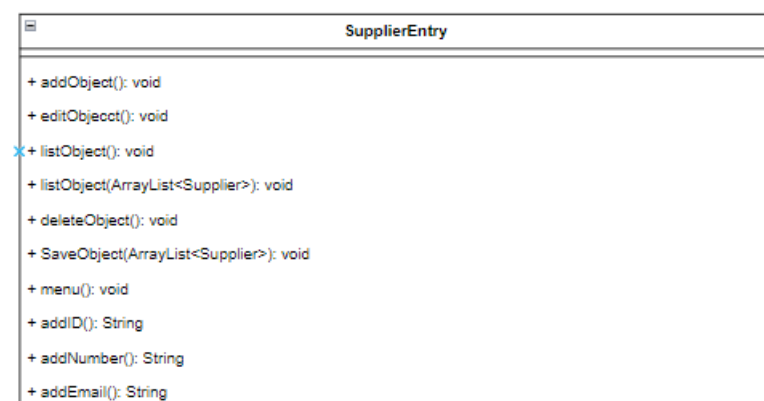 SupplierEntry
+ addObject(): void
+ editObjecct(): void
+ listObject(): void
+ listObject(ArrayList<Supplier>): void
+ deleteObject(): void
+ SaveObject(ArrayList<Supplier>): void
+ menu(): void
+ addID(): String
+ addNumber(): String
+ addEmail(): String